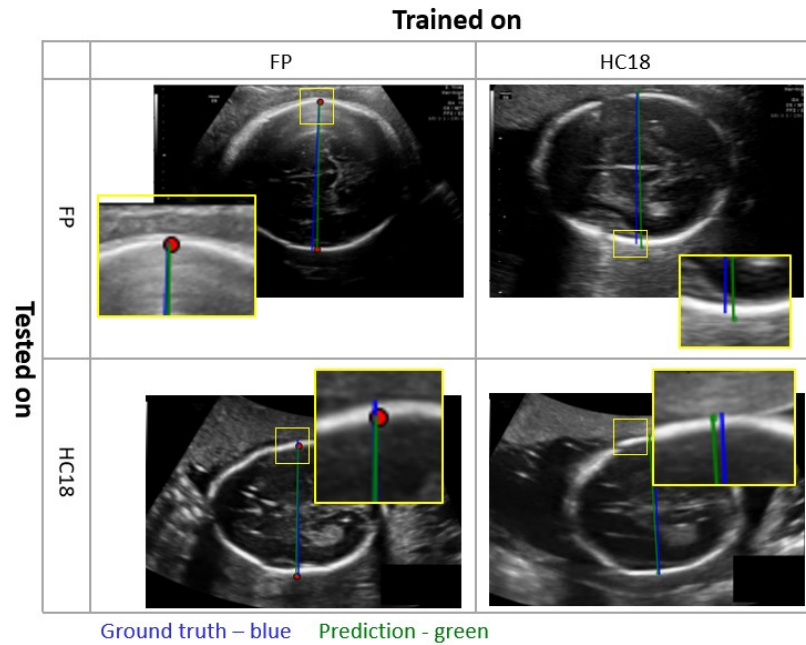 Trained on
FP
HC18
Tested on
FP
HC18
Ground truth – blue
Prediction - green